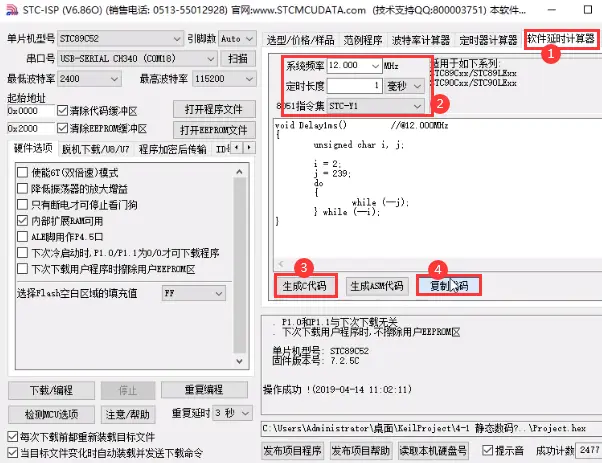 STC-ISP (V6.86O) (销售电话: 0513-55012928) 官网:www.STCMCUDATA.com (技术支持QQ:800003751) 本软件...
单片机型号 STC89C52 引脚数 Auto
串口号 USB-SERIAL CH340 (COM18) 扫描
最低波特率 2400 最高波特率 115200
起始地址
0x0000 清除代码缓冲区 打开程序文件
0x2000 清除EEPROM缓冲区 打开EEPROM文件
硬件选项 脱机下载/U8/U7 程序加密后传输
使能6T(双倍速)模式
降低振荡器的放大增益
只有断电才可停止看门狗
内部扩展RAM可用
ALE脚用作P4.5口
下次冷启动时,P1.0/P1.1为0/0才可下载程序
下次下载用户程序时擦除用户EEPROM区
选择Flash空白区域的填充值 FF
下载/编程 停止 重复编程
检测MCU选项 注意/帮助 重复延时 3 秒
每次下载前都重新装载目标文件
当目标文件变化时自动装载并发送下载命令
选型/价格/样品 范例程序 波特率计算器 定时器计算器 软件延时计算器
1
系统频率 12.000 MHz
定时长度 1 毫秒
8051指令集 STC-Y1
2
适用于如下系列:
STC89Cxx/STC89LExx
STC90Cxx/STC90LExx
void Delay1ms() //@12.000MHz
{
unsigned char i, j;
i = 2;
j = 239;
do
{
while (--j);
} while (--i);
}
3
4
生成C代码 生成ASM代码 复制代码
. P1.0和P1.1与下次下载无关
. 下次下载用户程序时,不擦除用户EEPROM区
单片机型号: STC89C52
固件版本号: 7.2.5C
操作成功 !(2019-04-14 11:02:11)
C:\Users\Administrator\桌面\KeilProject\4-1 静态数码?..\Project.hex
发布项目程序 发布项目帮助 读取本机硬盘号 提示音 成功计数 2477